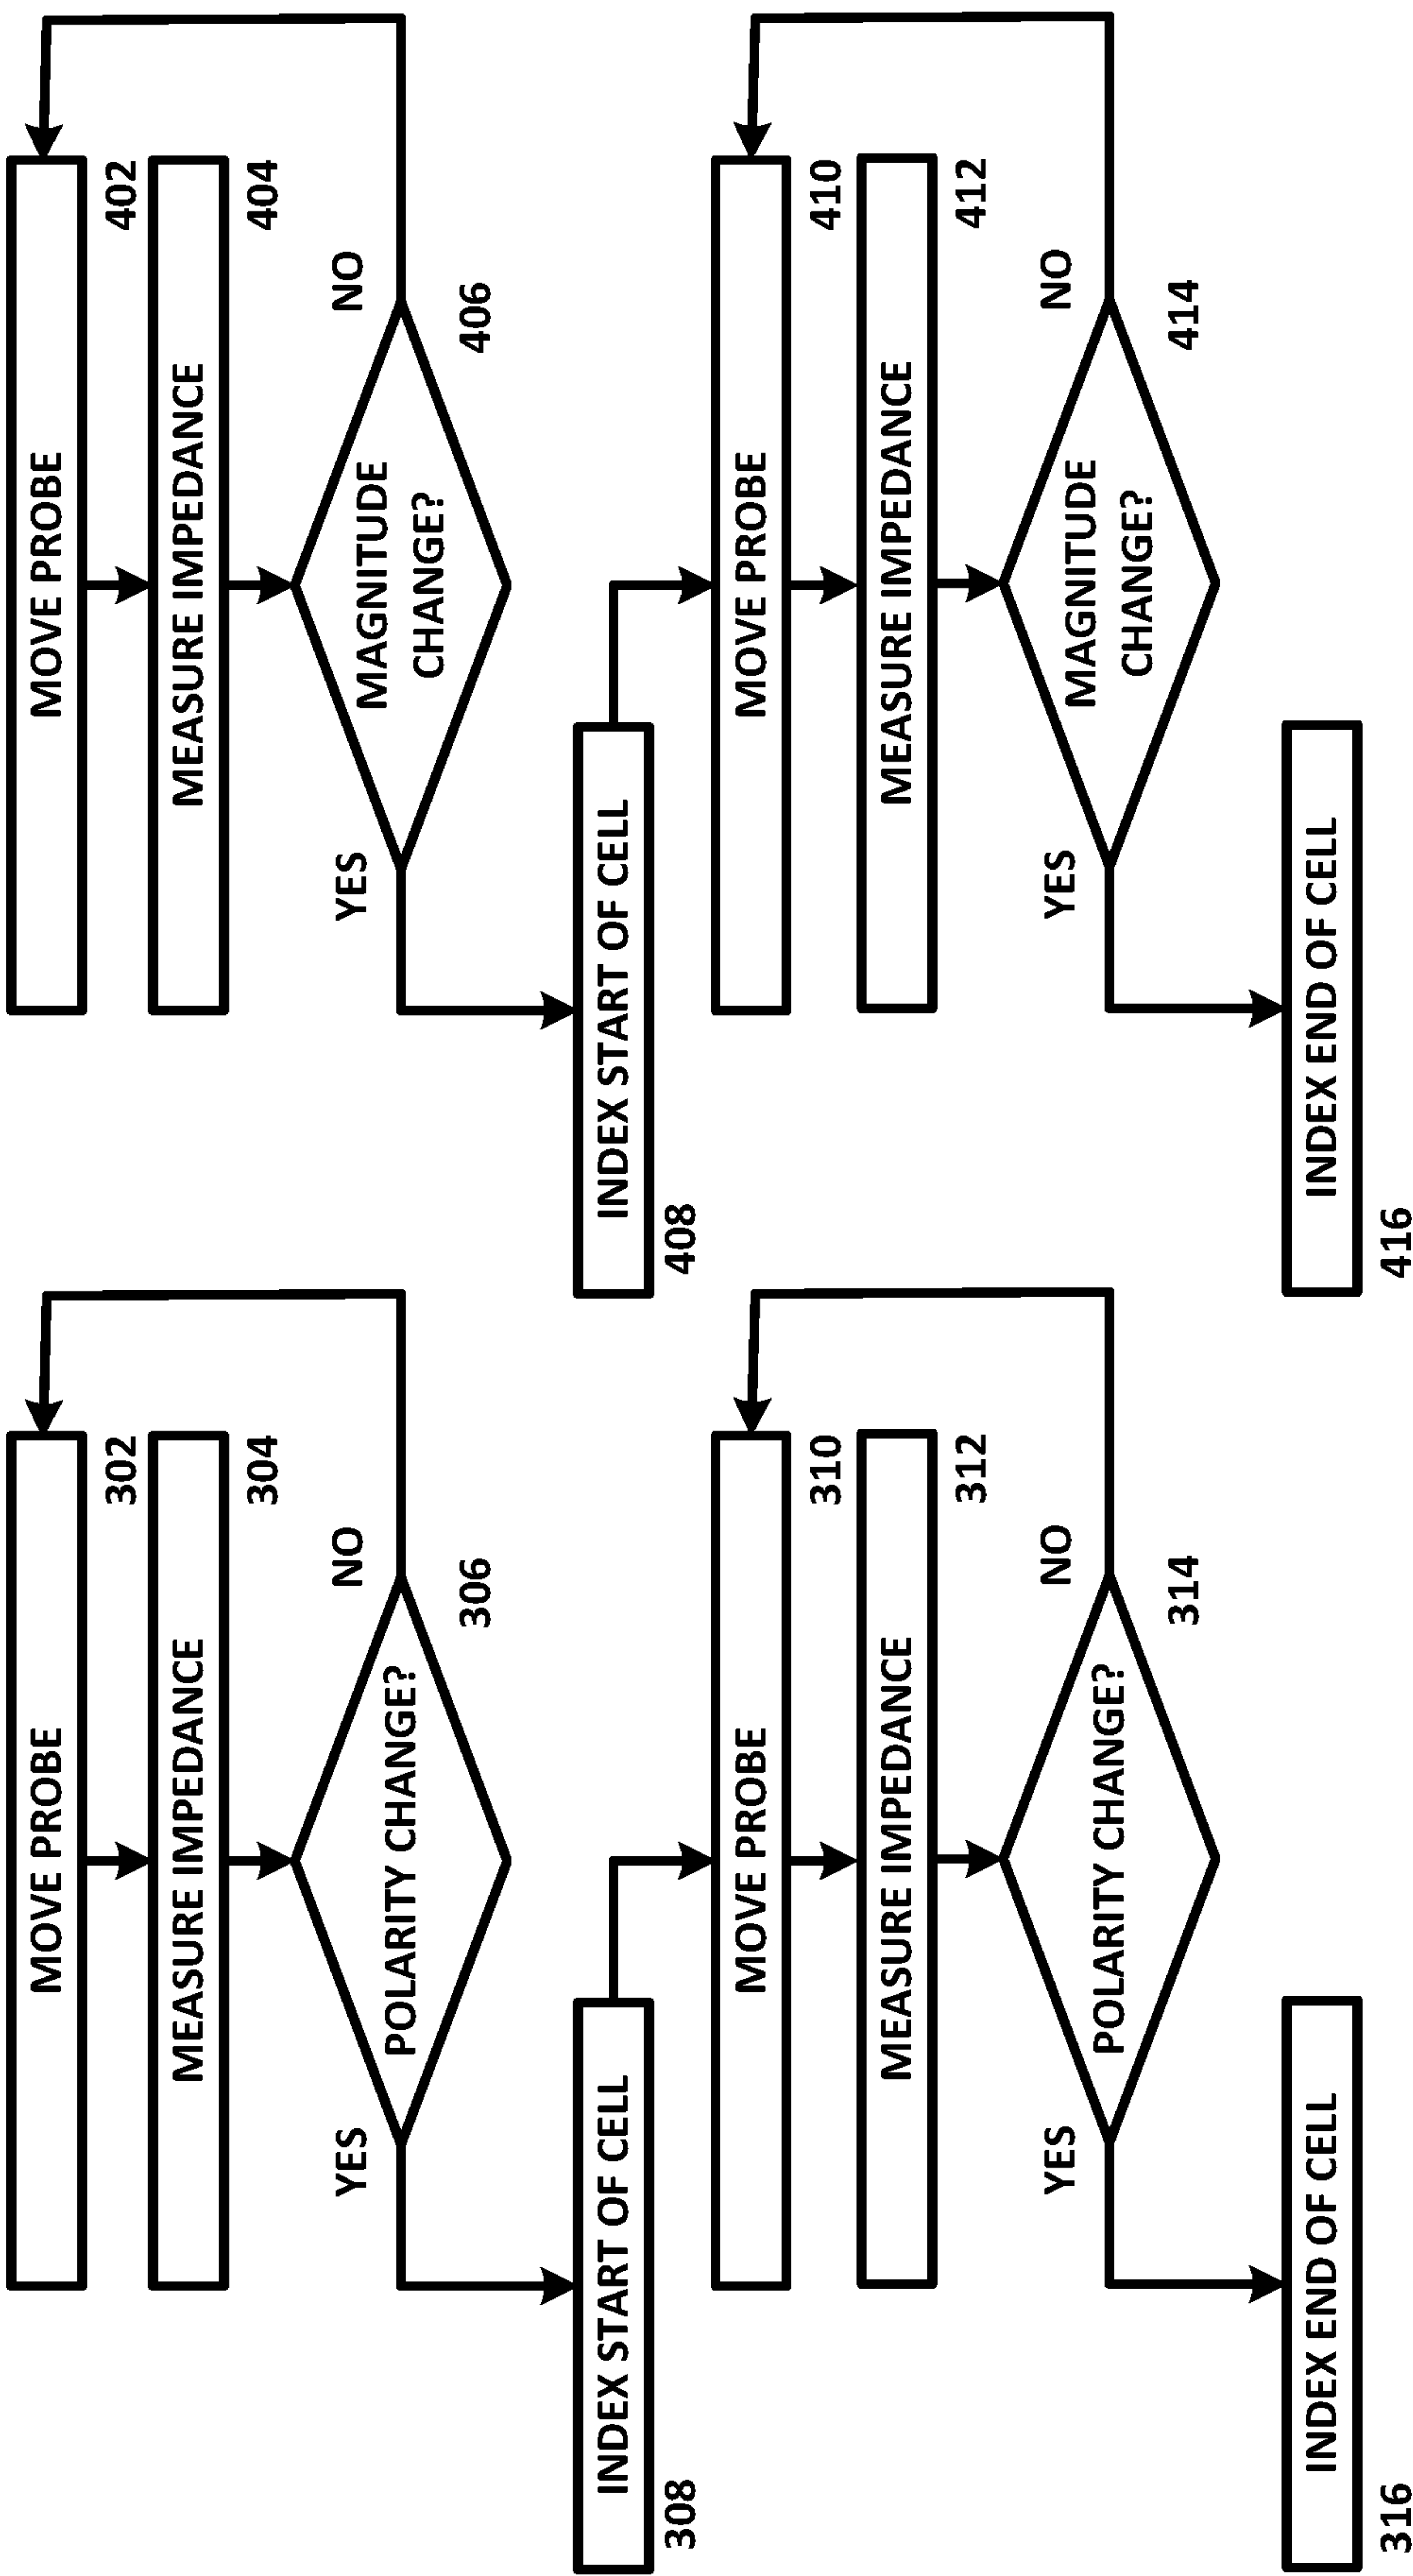 MOVE PROBE
302
MEASURE IMPEDANCE
304
POLARITY CHANGE?
YES
NO
306
INDEX START OF CELL
308
MOVE PROBE
310
MEASURE IMPEDANCE
312
POLARITY CHANGE?
YES
NO
314
INDEX END OF CELL
316
MOVE PROBE
402
MEASURE IMPEDANCE
404
MAGNITUDE
CHANGE?
YES
NO
406
INDEX START OF CELL
408
MOVE PROBE
410
MEASURE IMPEDANCE
412
MAGNITUDE
CHANGE?
YES
NO
414
INDEX END OF CELL
416